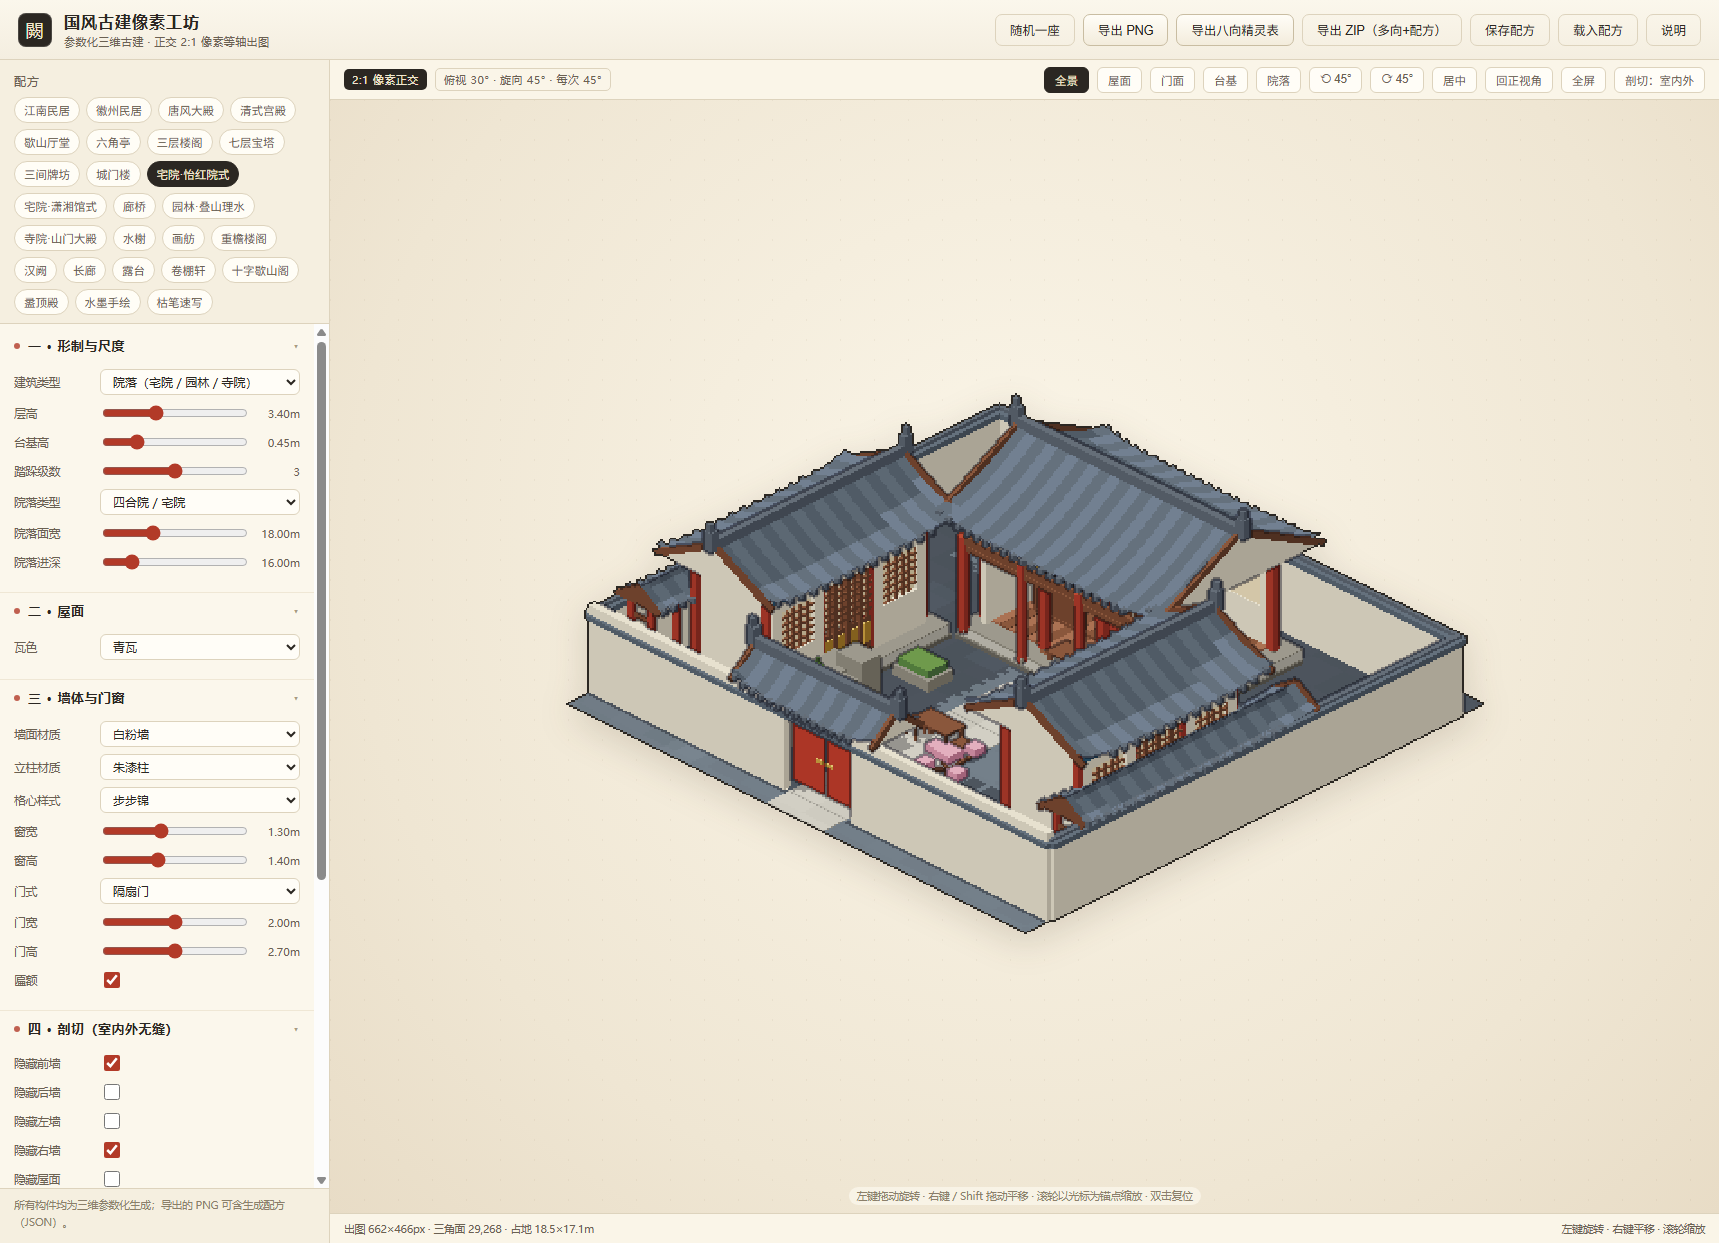 闕
国风古建像素工坊
参数化三维古建 · 正交 2:1 像素等轴出图
随机一座 导出 PNG 导出八向精灵表 导出 ZIP（多向+配方） 保存配方 载入配方 说明
2:1 像素正交 俯视 30° · 旋向 45° · 每次 45°
全景 屋面 门面 台基 院落 ⟲ 45° ⟳ 45° 居中 回正视角 全屏 剖切：室内外
配方
江南民居 徽州民居 唐风大殿 清式宫殿
歇山厅堂 六角亭 三层楼阁 七层宝塔
三间牌坊 城门楼 宅院·怡红院式
宅院·潇湘馆式 廊桥 园林·叠山理水
寺院·山门大殿 水榭 画舫 重檐楼阁
汉阙 长廊 露台 卷棚轩 十字歇山阁
盝顶殿 水墨手绘 枯笔速写
一 • 形制与尺度
建筑类型 院落（宅院 / 园林 / 寺院）
层高 3.40m
台基高 0.45m
踏跺级数 3
院落类型 四合院 / 宅院
院落面宽 18.00m
院落进深 16.00m
二 • 屋面
瓦色 青瓦
三 • 墙体与门窗
墙面材质 白粉墙
立柱材质 朱漆柱
格心样式 步步锦
窗宽 1.30m
窗高 1.40m
门式 隔扇门
门宽 2.00m
门高 2.70m
匾额
四 • 剖切（室内外无缝）
隐藏前墙
隐藏后墙
隐藏左墙
隐藏右墙
隐藏屋面
所有构件均为三维参数化生成；导出的 PNG 可含生成配方
（JSON）。
左键拖动旋转 · 右键 / Shift 拖动平移 · 滚轮以光标为锚点缩放 · 双击复位
出图 662×466px · 三角面 29,268 · 占地 18.5×17.1m
左键旋转 · 右键平移 · 滚轮缩放